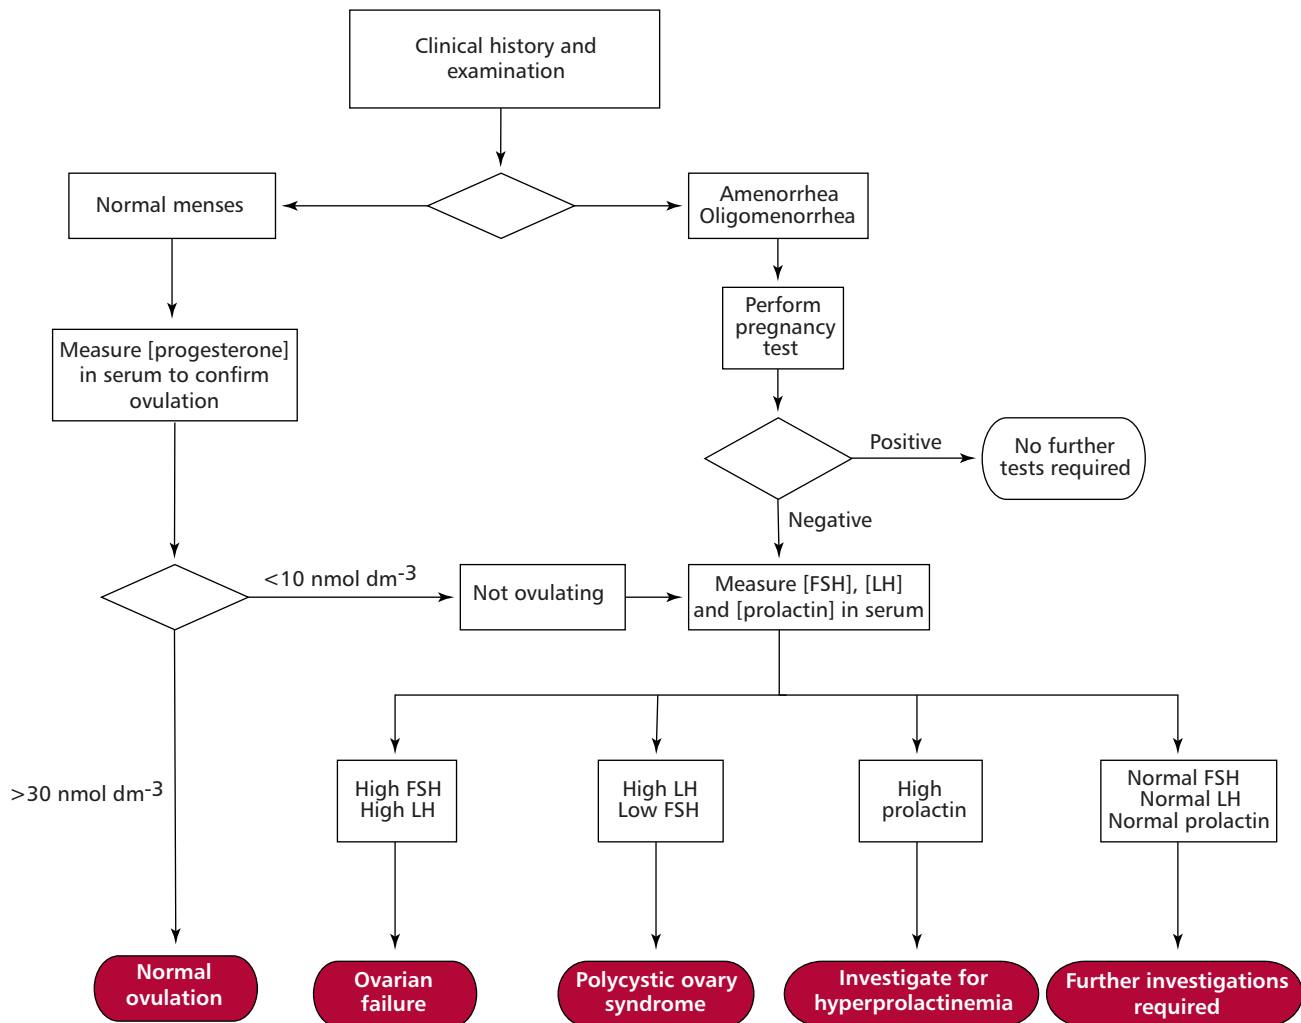 Clinical history and
examination
Normal menses
Amenorrhea
Oligomenorrhea
Perform
pregnancy
test
Measure [progesterone]
in serum to confirm
ovulation
Positive
No further
tests required
Negative
<10 nmol dm-3
Not ovulating
Measure [FSH], [LH]
and [prolactin] in serum
>30 nmol dm-3
High FSH
High LH
High LH
Low FSH
High
prolactin
Normal FSH
Normal LH
Normal prolactin
Normal
ovulation
Ovarian
failure
Polycystic ovary
syndrome
Investigate for
hyperprolactinemia
Further investigations
required